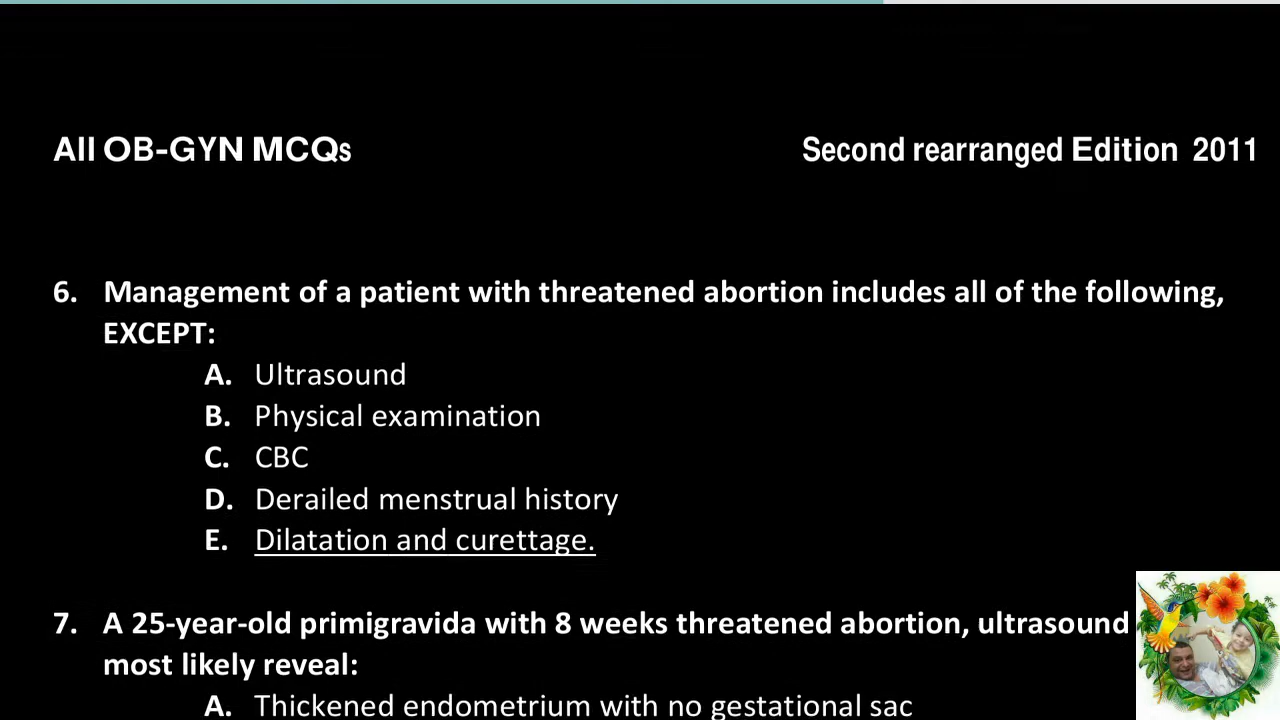 All OB-GYN MCQs Second rearranged Edition 2011
6. Management of a patient with threatened abortion includes all of the following,
EXCEPT:
A. Ultrasound
B. Physical examination
C. CBC
D. Derailed menstrual history
E. Dilatation and curettage.
7. A 25-year-old primigravida with 8 weeks threatened abortion, ultrasound
most likely reveal:
A. Thickened endometrium with no gestational sac